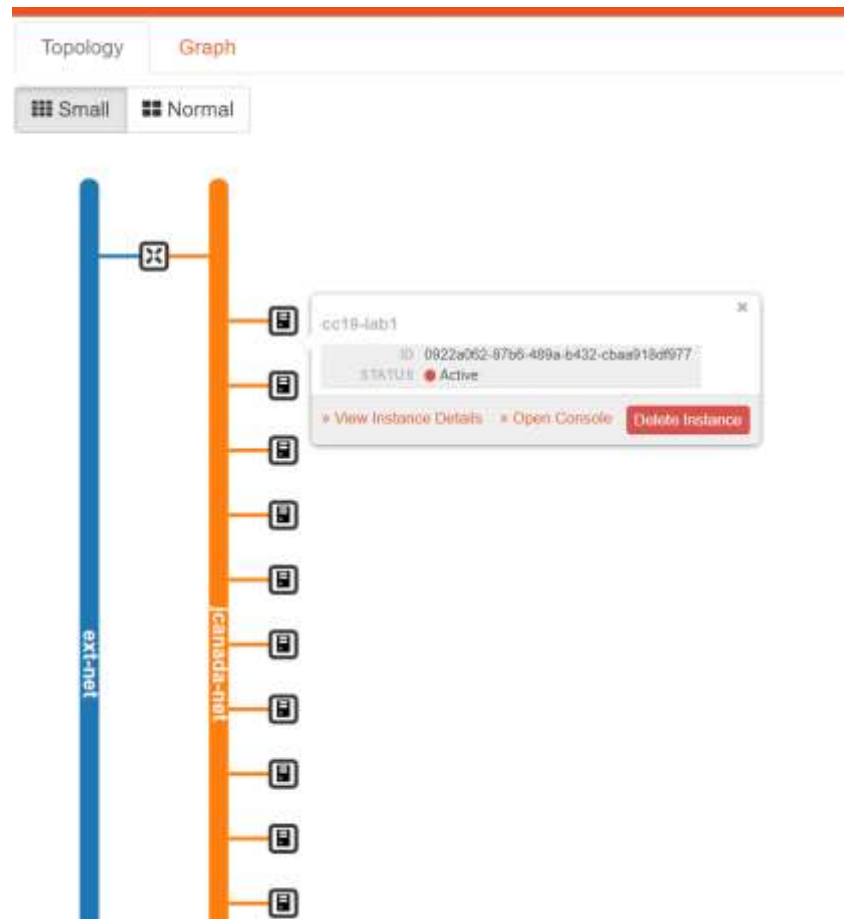 Topology Graph
Small Normal
cc19-lab1
×
ID 0922a062-87b6-489a-b432-cbaa918df977
STATUS Active
» View Instance Details » Open Console Delete Instance
ext-net
jcanada-net